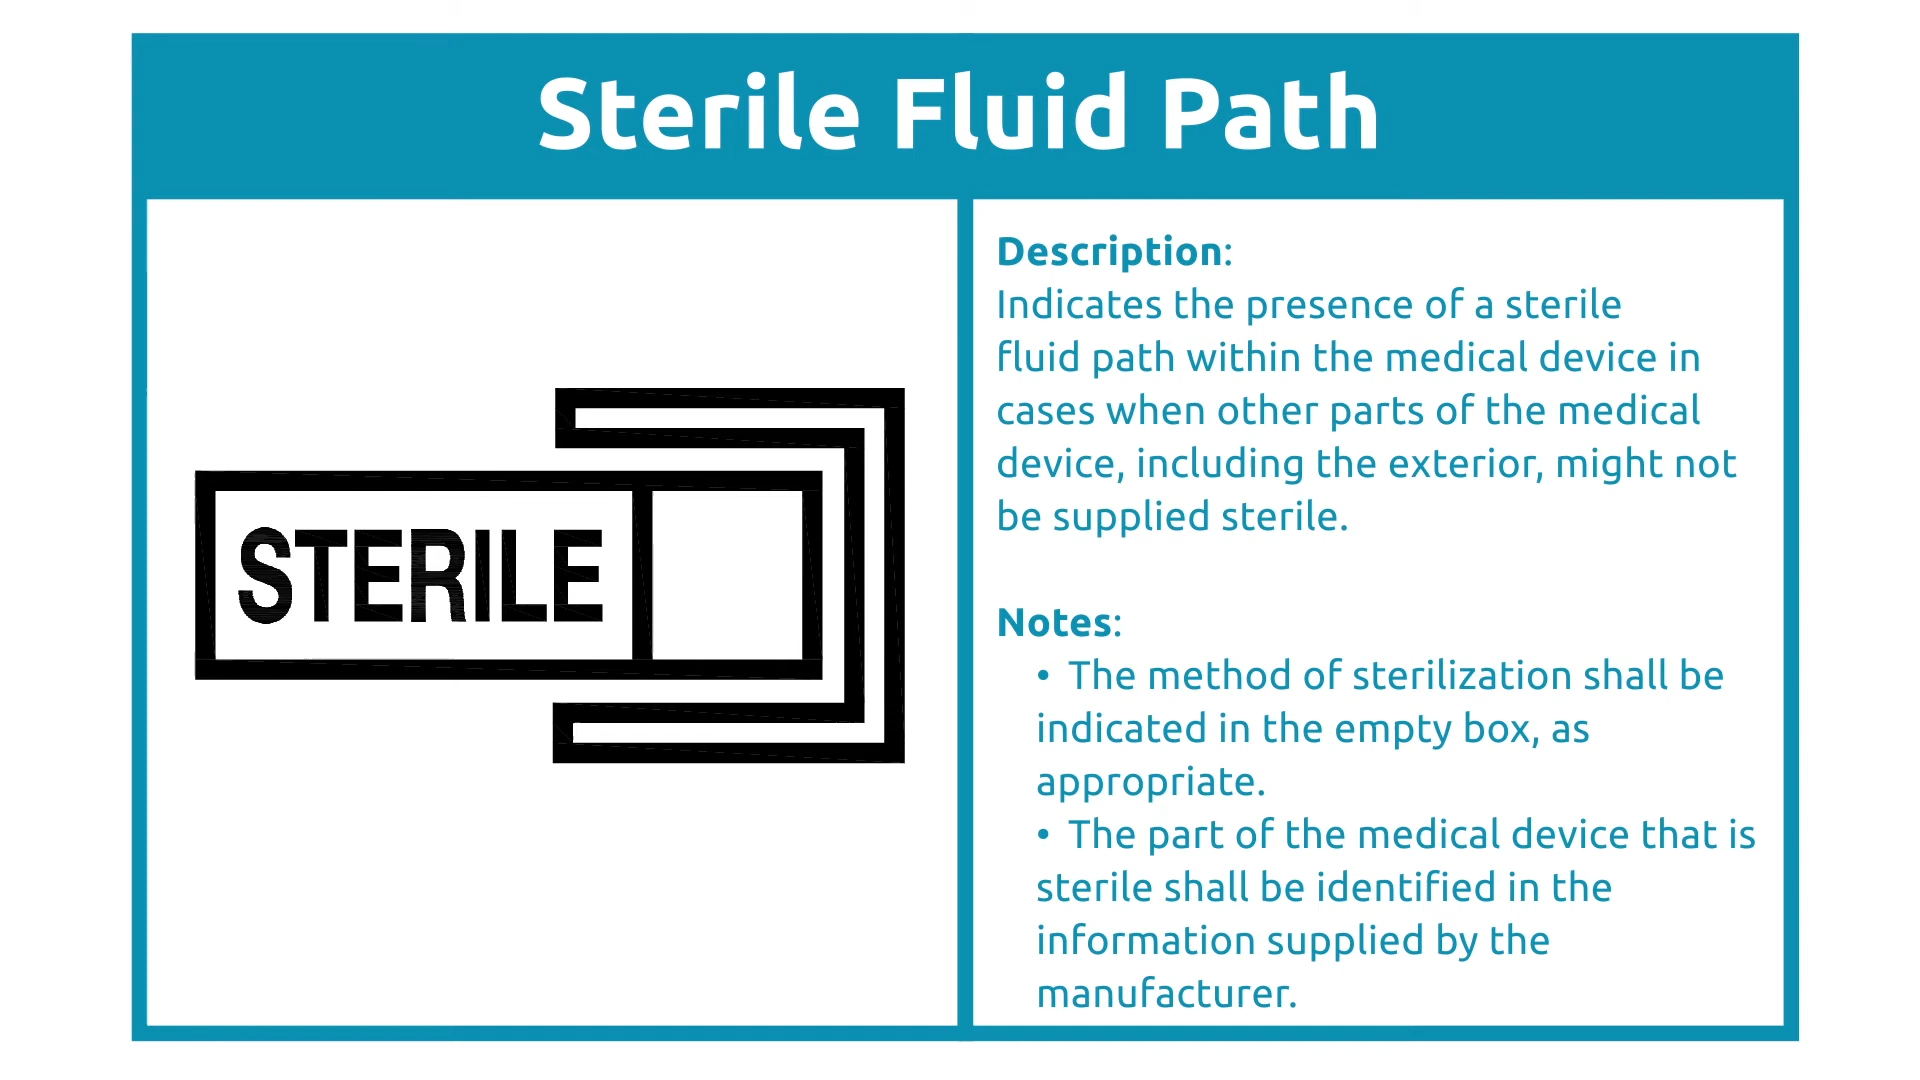 Sterile Fluid Path
STERILE
Description:
Indicates the presence of a sterile
fluid path within the medical device in
cases when other parts of the medical
device, including the exterior, might not
be supplied sterile.
Notes:
• The method of sterilization shall be
indicated in the empty box, as
appropriate.
• The part of the medical device that is
sterile shall be identified in the
information supplied by the
manufacturer.